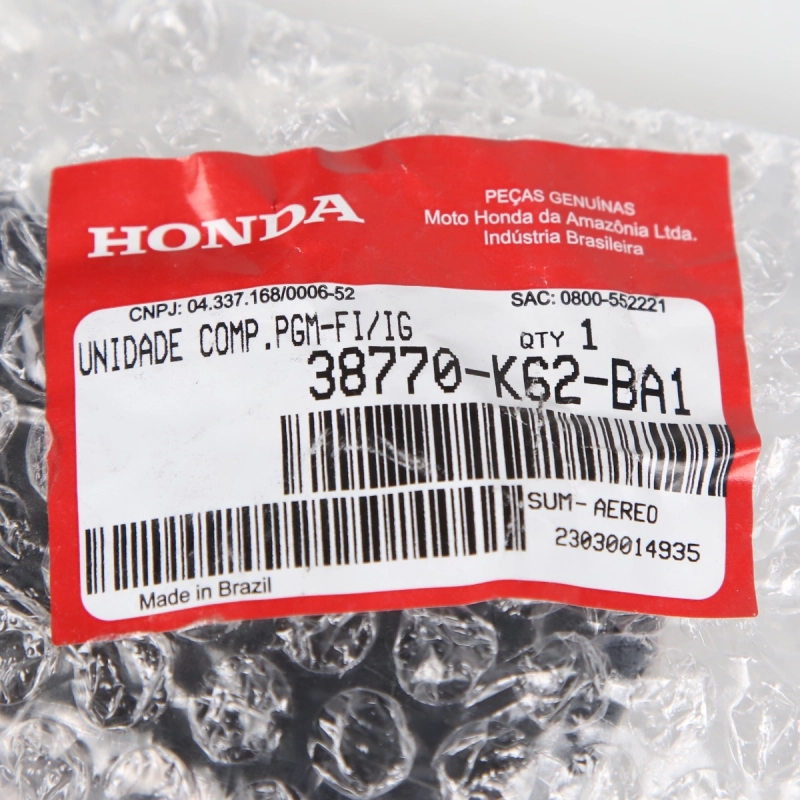 HONDA
PEÇAS GENUÍNAS
Moto Honda da Amazônia Ltda.
Indústria Brasileira
CNPJ: 04.337.168/0006-52
SAC: 0800-552221
UNIDADE COMP.PGM-FI/IG
QTY 1
38770-K62-BA1
SUM-AEREO
23030014935
Made in Brazil